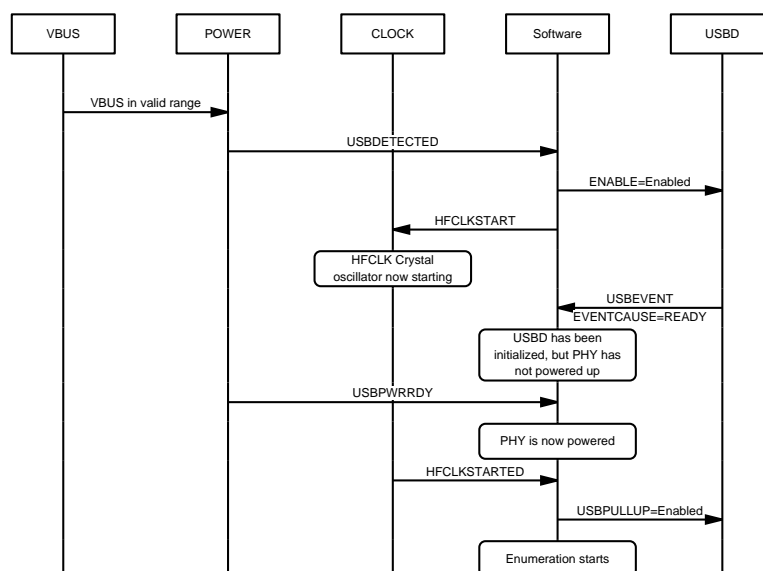 VBUS
POWER
CLOCK
Software
USBD
VBUS in valid range
USBDETECTED
ENABLE=Enabled
HFCLKSTART
HFCLK Crystal
oscillator now starting
USBEVENT
EVENTCAUSE=READY
USBD has been
initialized, but PHY has
not powered up
USBPWRRDY
PHY is now powered
HFCLKSTARTED
USBPULLUP=Enabled
Enumeration starts